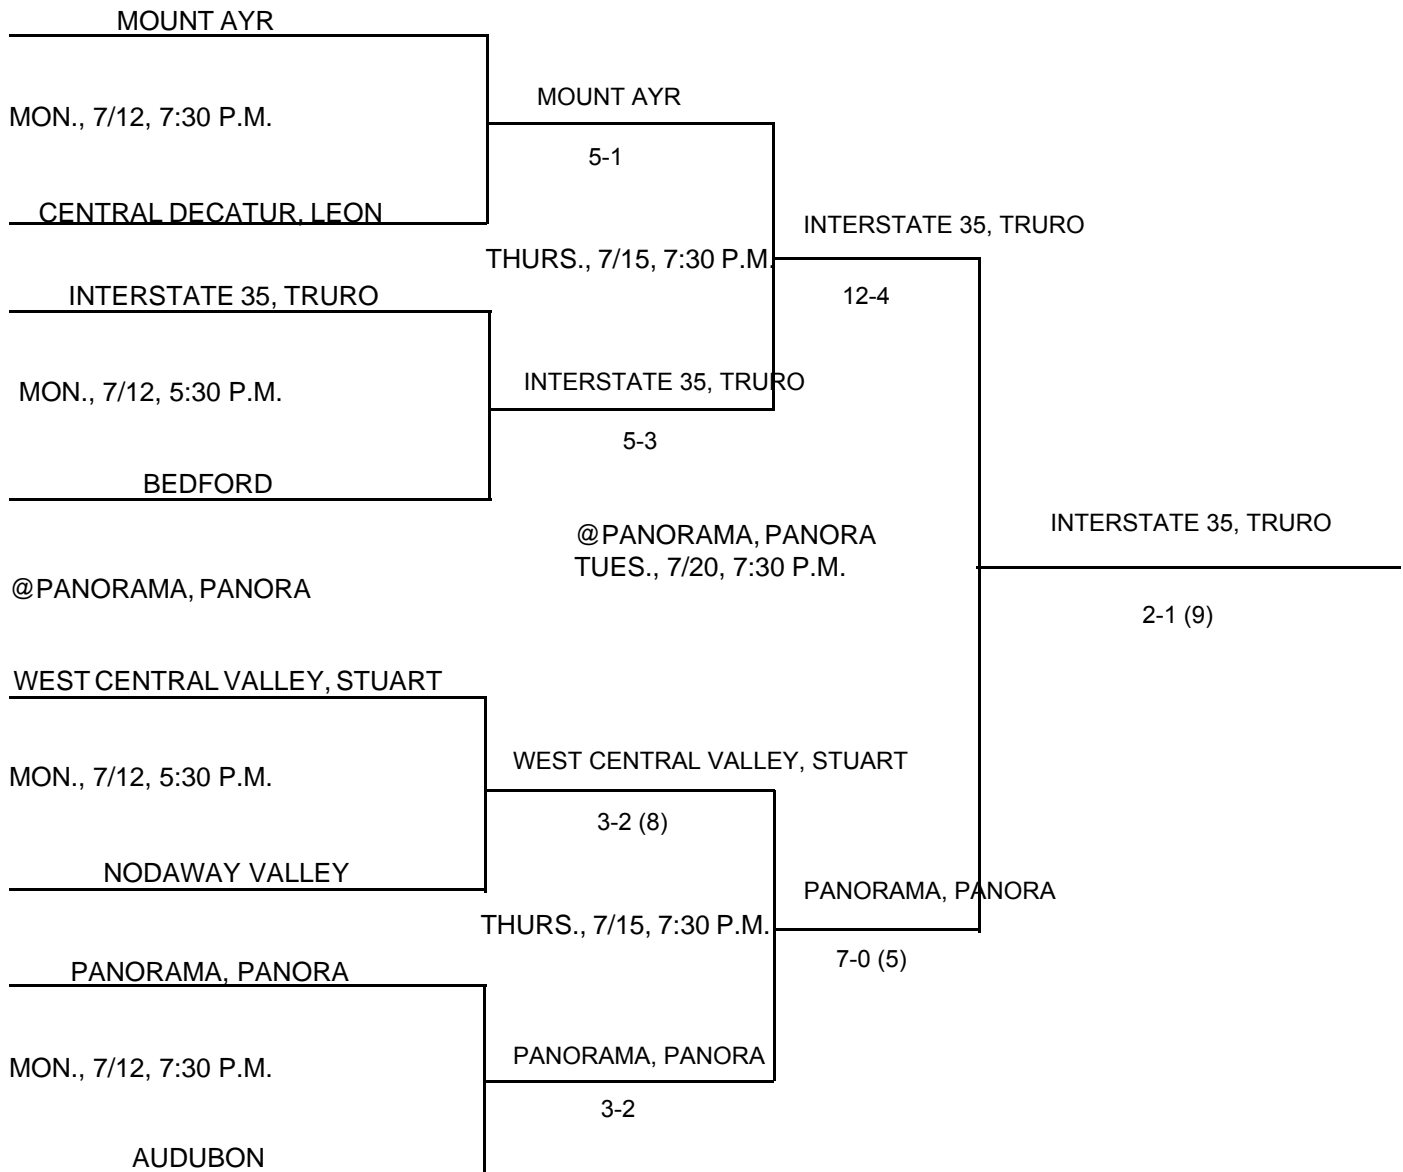 MOUNT AYR
MON., 7/12, 7:30 P.M.
MOUNT AYR
5-1
CENTRAL DECATUR, LEON
INTERSTATE 35, TRURO
THURS., 7/15, 7:30 P.M.
12-4
INTERSTATE 35, TRURO
MON., 7/12, 5:30 P.M.
INTERSTATE 35, TRURO
5-3
BEDFORD
@PANORAMA, PANORA
TUES., 7/20, 7:30 P.M.
INTERSTATE 35, TRURO
2-1 (9)
@PANORAMA, PANORA
WEST CENTRAL VALLEY, STUART
MON., 7/12, 5:30 P.M.
WEST CENTRAL VALLEY, STUART
3-2 (8)
NODAWAY VALLEY
PANORAMA, PANORA
THURS., 7/15, 7:30 P.M.
7-0 (5)
PANORAMA, PANORA
MON., 7/12, 7:30 P.M.
PANORAMA, PANORA
3-2
AUDUBON